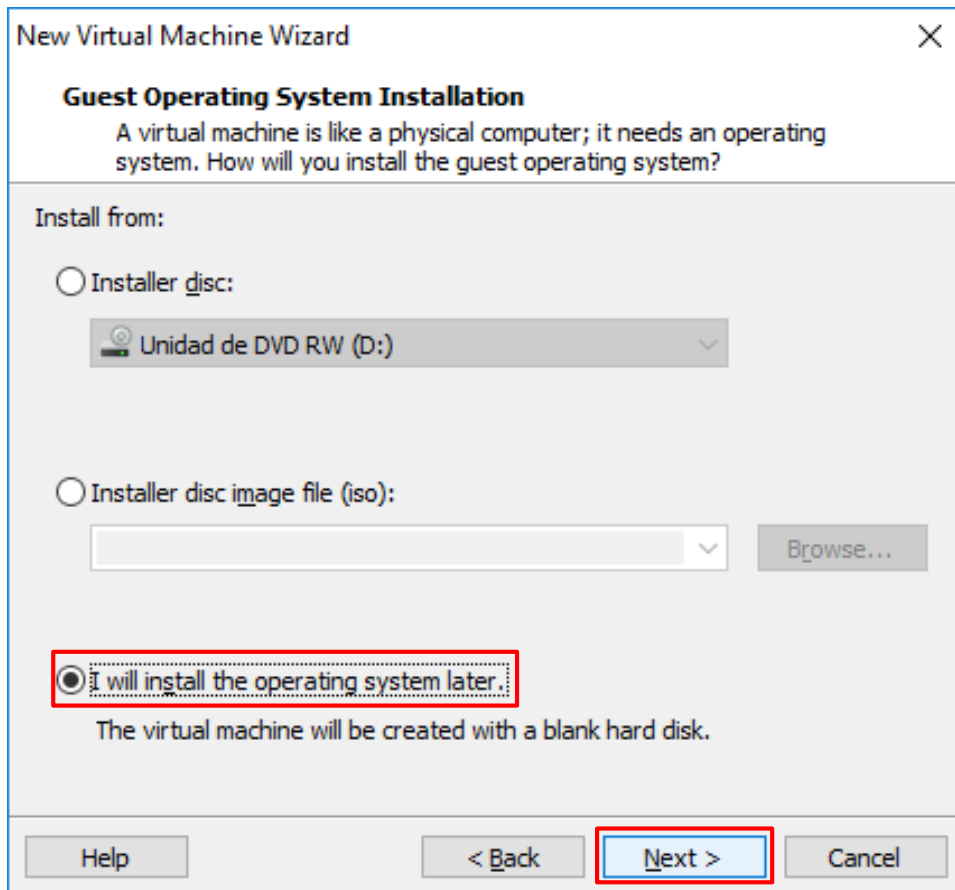 New Virtual Machine Wizard
Guest Operating System Installation
A virtual machine is like a physical computer; it needs an operating
system. How will you install the guest operating system?
Install from:
Installer disc:
Unidad de DVD RW (D:)
Installer disc image file (iso):
Browse...
I will install the operating system later.
The virtual machine will be created with a blank hard disk.
Help
< Back
Next >
Cancel